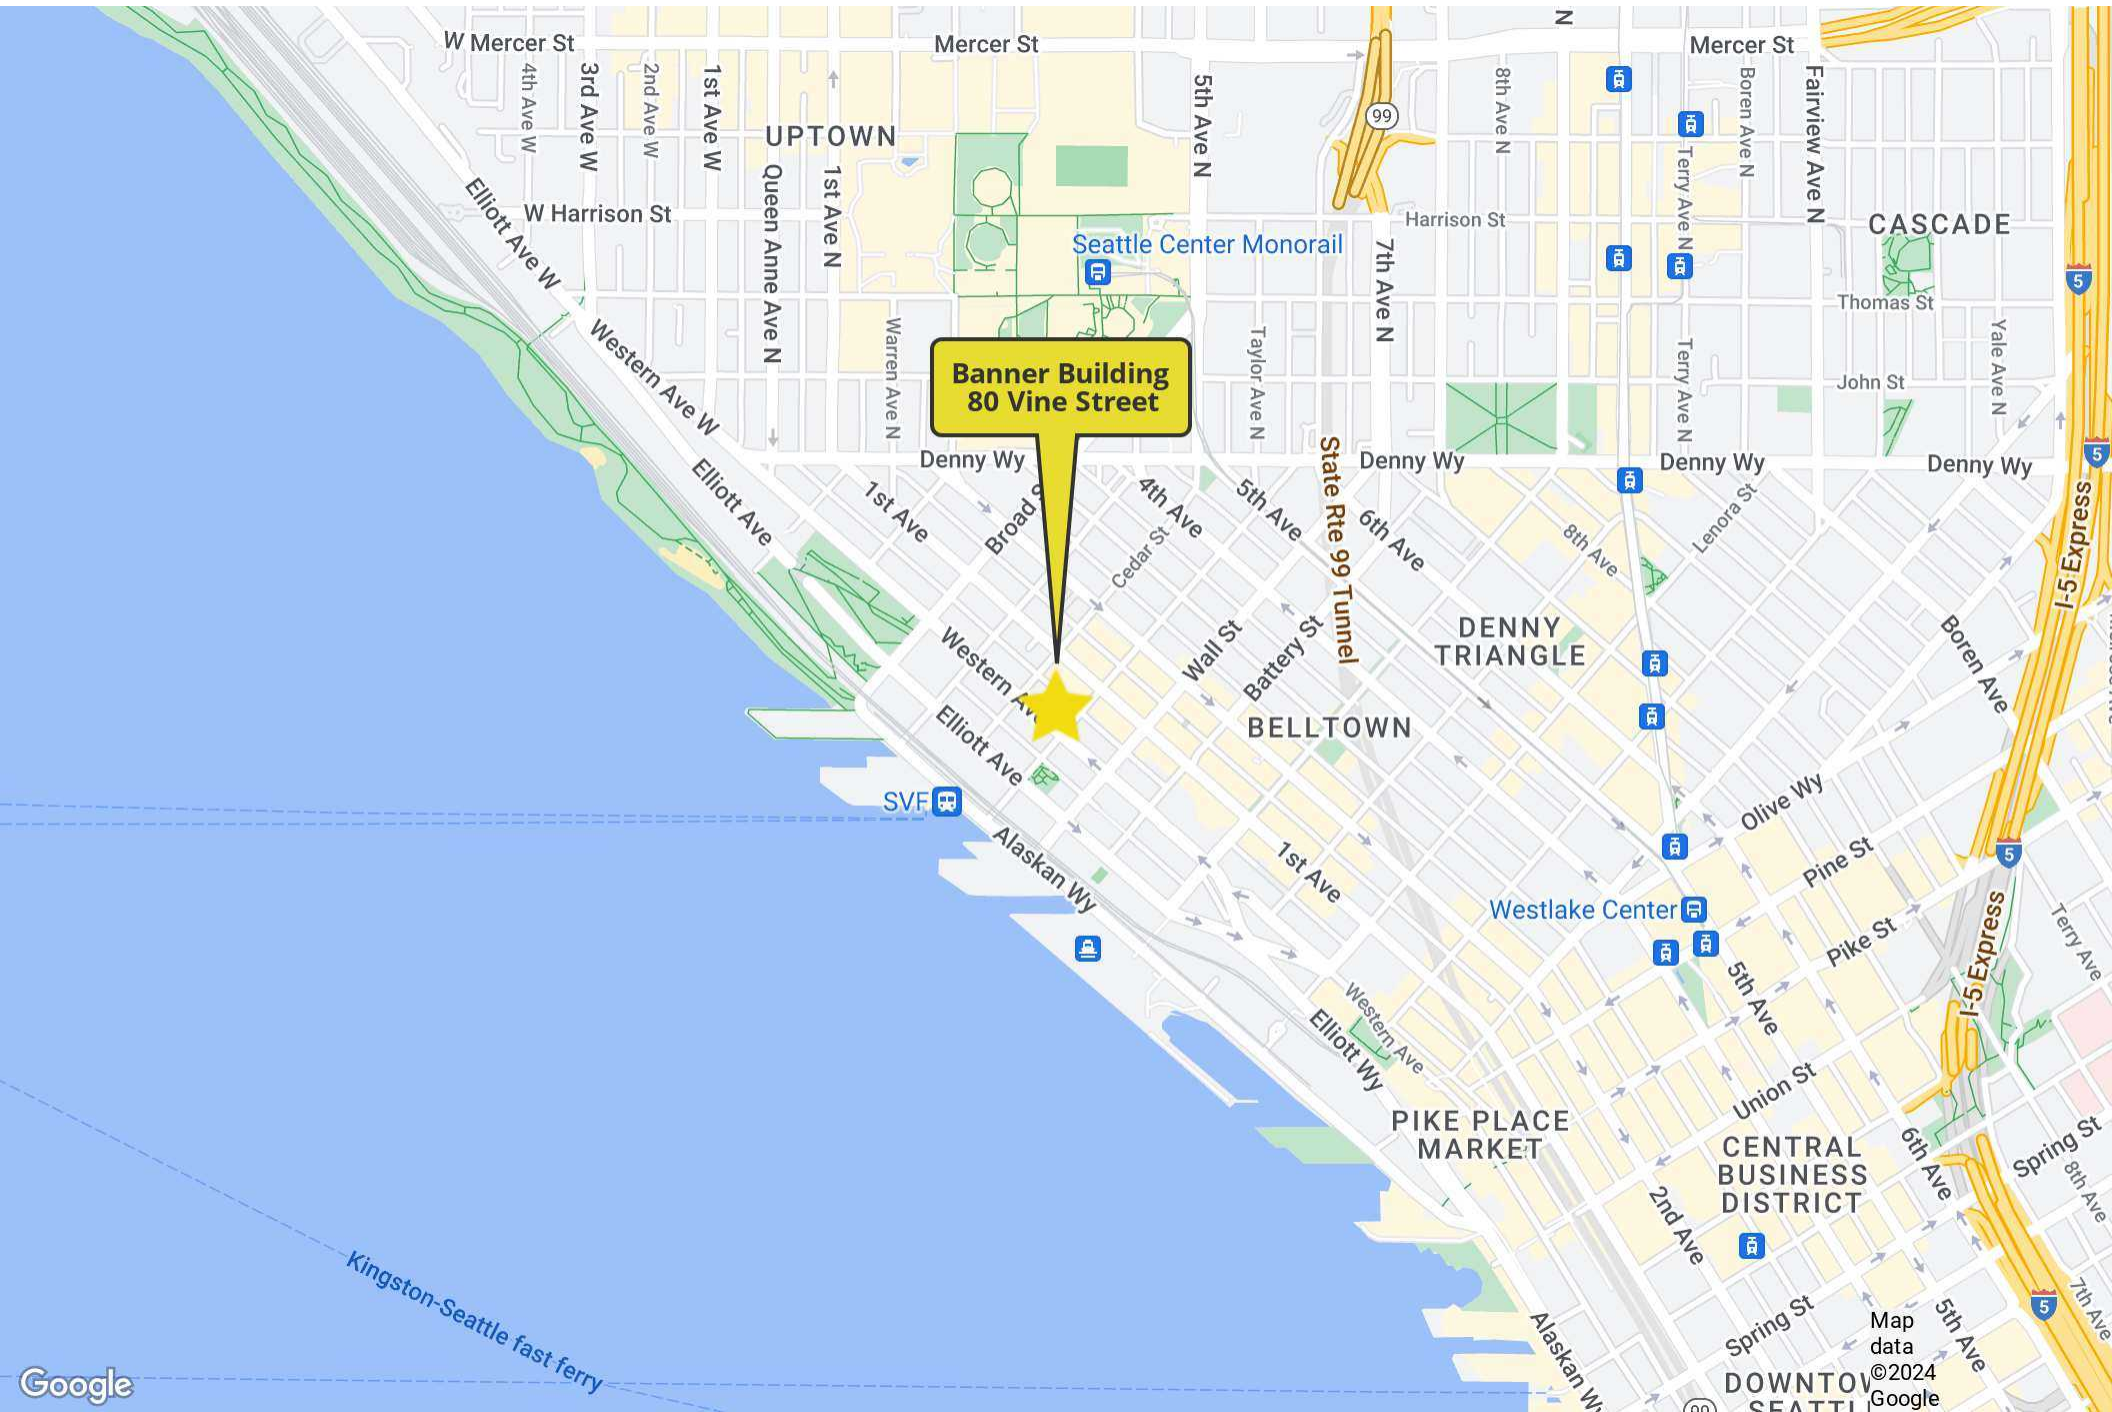 W Mercer St
Mercer St
N
Mercer St
4th Ave W
3rd Ave W
2nd Ave W
1st Ave W
5th Ave N
99
8th Ave N
Boren Ave N
Fairview Ave N
UPTOWN
Queen Anne Ave N
1st Ave N
Terry Ave N
Elliott Ave W
W Harrison St
Harrison St
CASCADE
Seattle Center Monorail
7th Ave N
5
Thomas St
Western Ave W
Warren Ave N
Taylor Ave N
Terry Ave N
Yale Ave N
John St
Banner Building
80 Vine Street
Denny Wy
Denny Wy
Denny Wy
Denny Wy
5
Elliott Ave
1st Ave
Broad
4th Ave
5th Ave
State Rte 99 Tunnel
6th Ave
8th Ave
Lenora St
I-5 Express
Cedar St
Western Ave
Wall St
Battery St
DENNY
TRIANGLE
Boren Ave
BELLTOWN
Elliott Ave
SVF
Alaskan Wy
Olive Wy
Pine St
5
1st Ave
Westlake Center
Pike St
I-5 Express
Terry Ave
5th Ave
Western Ave
Elliott Wy
Union St
PIKE PLACE
MARKET
CENTRAL
BUSINESS
DISTRICT
6th Ave
Spring St
8th Ave
2nd Ave
Kingston-Seattle fast ferry
Alaskan Wy
Spring St
5th Ave
5
7th Ave
Map
data
©2024
Google
DOWNTOW
SEATTL
99
Google